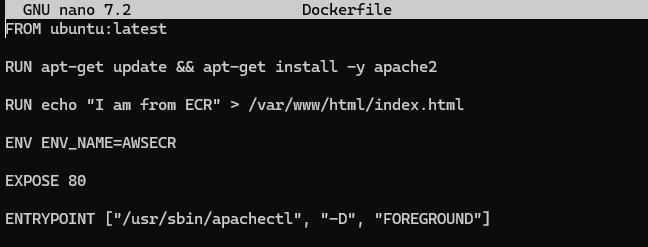 GNU nano 7.2 Dockerfile
FROM ubuntu:latest
RUN apt-get update && apt-get install -y apache2
RUN echo "I am from ECR" > /var/www/html/index.html
ENV ENV_NAME=AWSECR
EXPOSE 80
ENTRYPOINT ["/usr/sbin/apachectl", "-D", "FOREGROUND"]